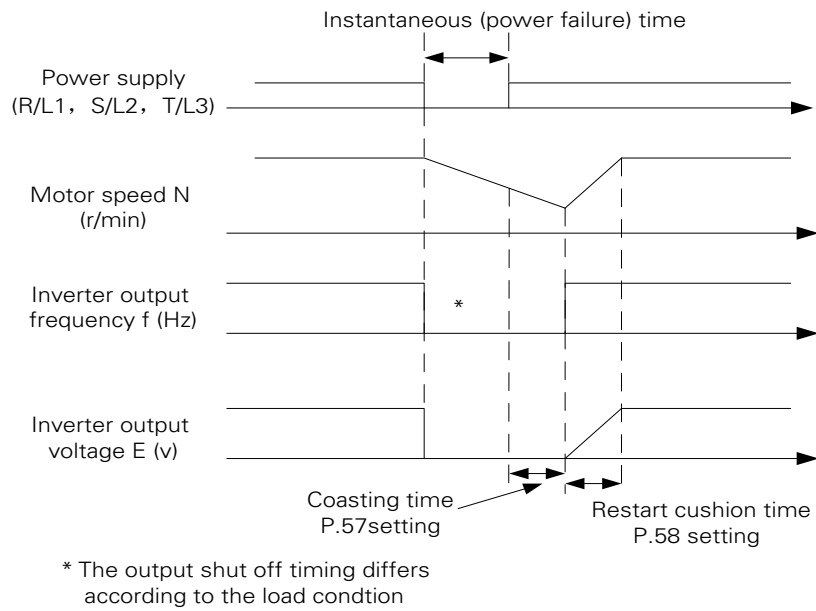 Instantaneous (power failure) time
Power supply
(R/L1，S/L2，T/L3)
Motor speed N
(r/min)
Inverter output
frequency f (Hz)
*
Inverter output
voltage E (v)
Coasting time
P.57setting
Restart cushion time
P.58 setting
* The output shut off timing differs
according to the load condtion